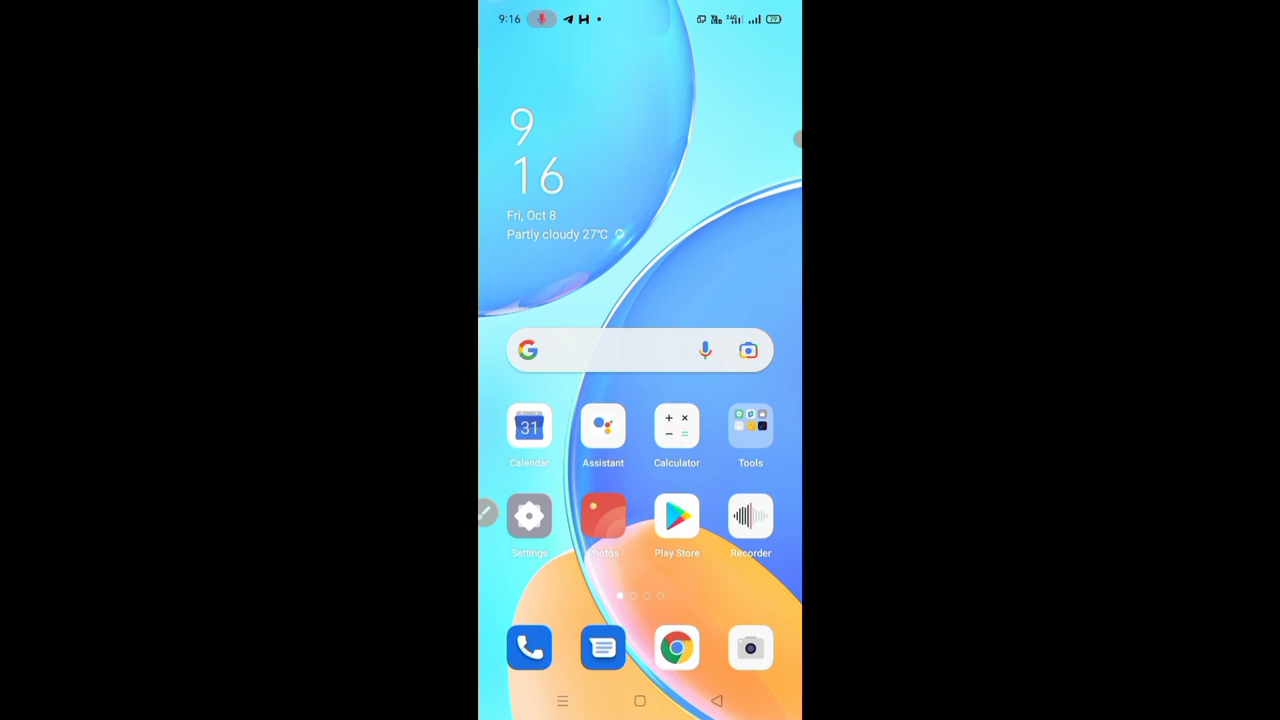 9:16
79
9
16
Fri, Oct 8
Partly cloudy 27°C
31
Calendar
Assistant
Calculator
Tools
Settings
Photos
Play Store
Recorder